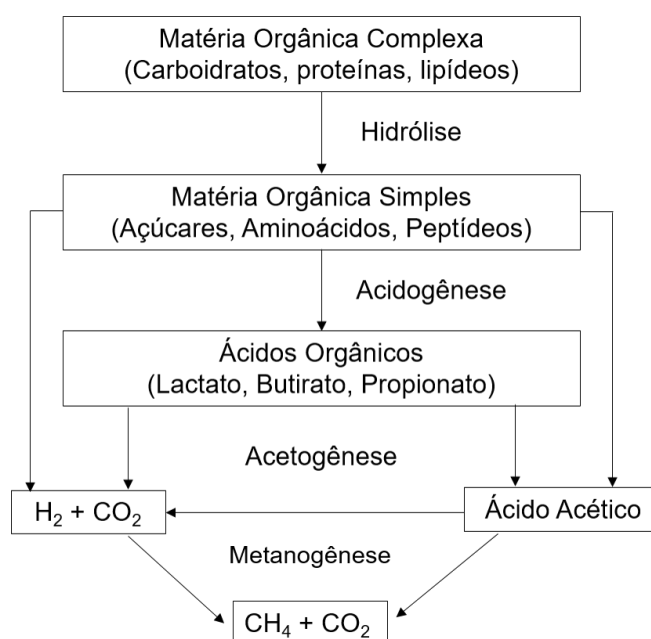 Matéria Orgânica Complexa
(Carboidratos, proteínas, lipídeos)
Hidrólise
Matéria Orgânica Simples
(Açúcares, Aminoácidos, Peptídeos)
Acidogênese
Ácidos Orgânicos
(Lactato, Butirato, Propionato)
Acetogênese
H₂ + CO₂
Ácido Acético
Metanogênese
CH₄ + CO₂